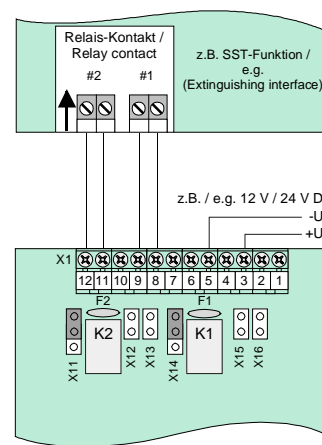 Relais-Kontakt /
Relay contact
#2 #1
z.B. SST-Funktion /
e.g.
(Extinguishing interface)
z.B. / e.g. 12 V / 24 V D
-U
+U
X1
12 11 10 9 8 7 6 5 4 3 2 1
F2 F1
K2 K1
X11 X12 X13 X14 X15 X16